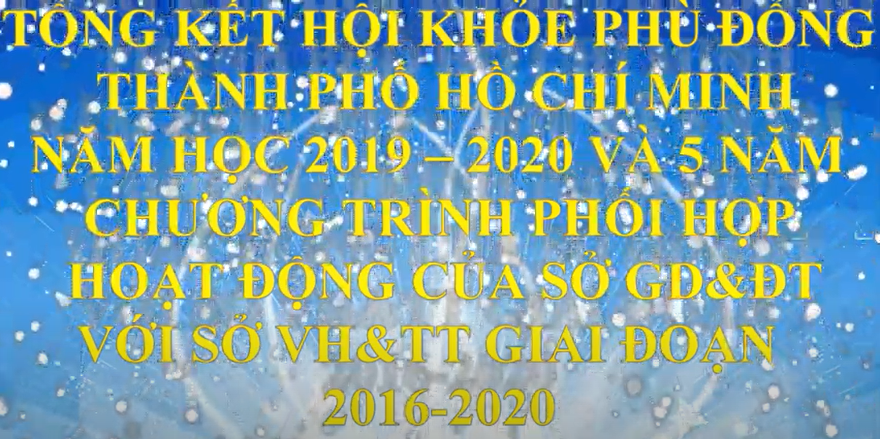 TỔNG KẾT HỘI KHỎE PHÙ ĐỔNG
THÀNH PHỐ HỒ CHÍ MINH
NĂM HỌC 2019 – 2020 VÀ 5 NĂM
CHƯƠNG TRÌNH PHỐI HỢP
HOẠT ĐỘNG CỦA SỞ GD&ĐT
VỚI SỞ VH&TT GIAI ĐOẠN
2016-2020